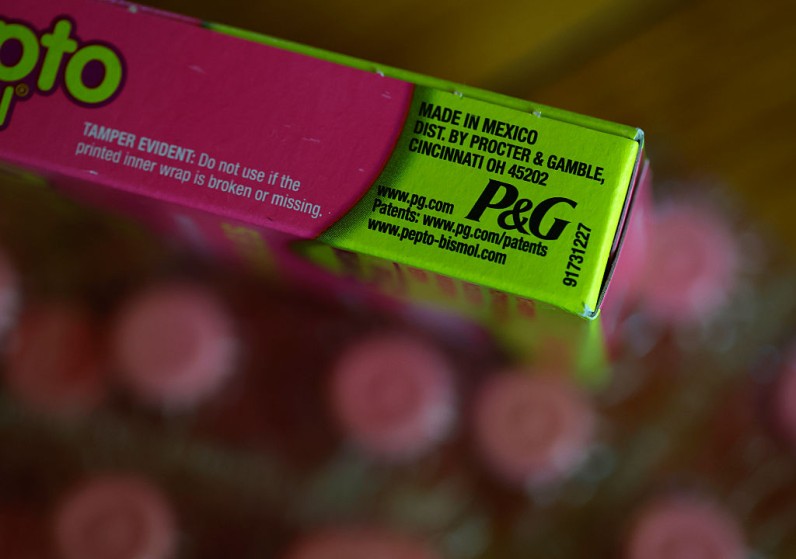 epto
l®
TAMPER EVIDENT: Do not use if the
printed inner wrap is broken or missing.
MADE IN MEXICO
DIST. BY PROCTER & GAMBLE,
CINCINNATI OH 45202
P&G
www.pg.com
Patents: www.pg.com/patents
www.pepto-bismol.com
91731227